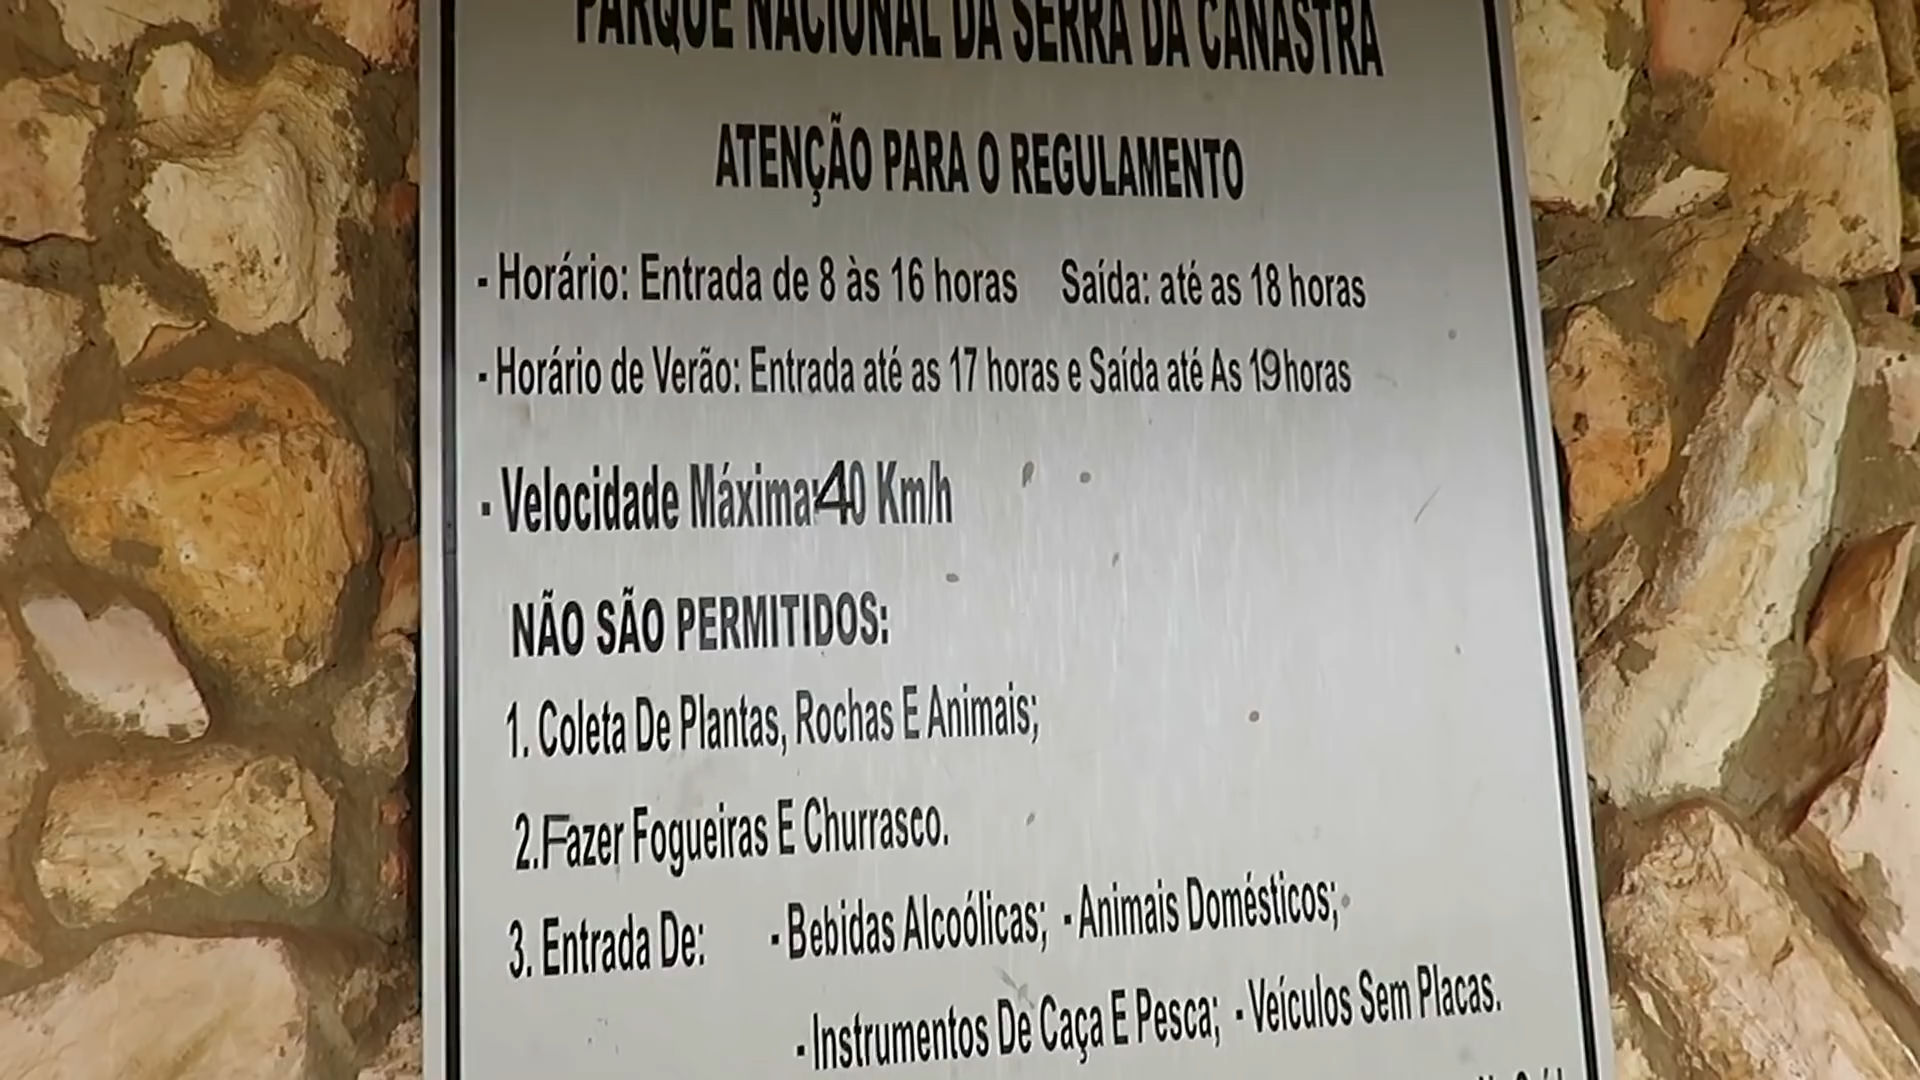 PARQUE NACIONAL DA SERRA DA CANASTRA
ATENÇÃO PARA O REGULAMENTO
- Horário: Entrada de 8 às 16 horas Saída: até as 18 horas
- Horário de Verão: Entrada até as 17 horas e Saída até As 19 horas
- Velocidade Máxima: 40 Km/h
NÃO SÃO PERMITIDOS:
1. Coleta De Plantas, Rochas E Animais;
2. Fazer Fogueiras E Churrasco.
3. Entrada De: - Bebidas Alcoólicas; - Animais Domésticos;
- Instrumentos De Caça E Pesca; - Veículos Sem Placas.